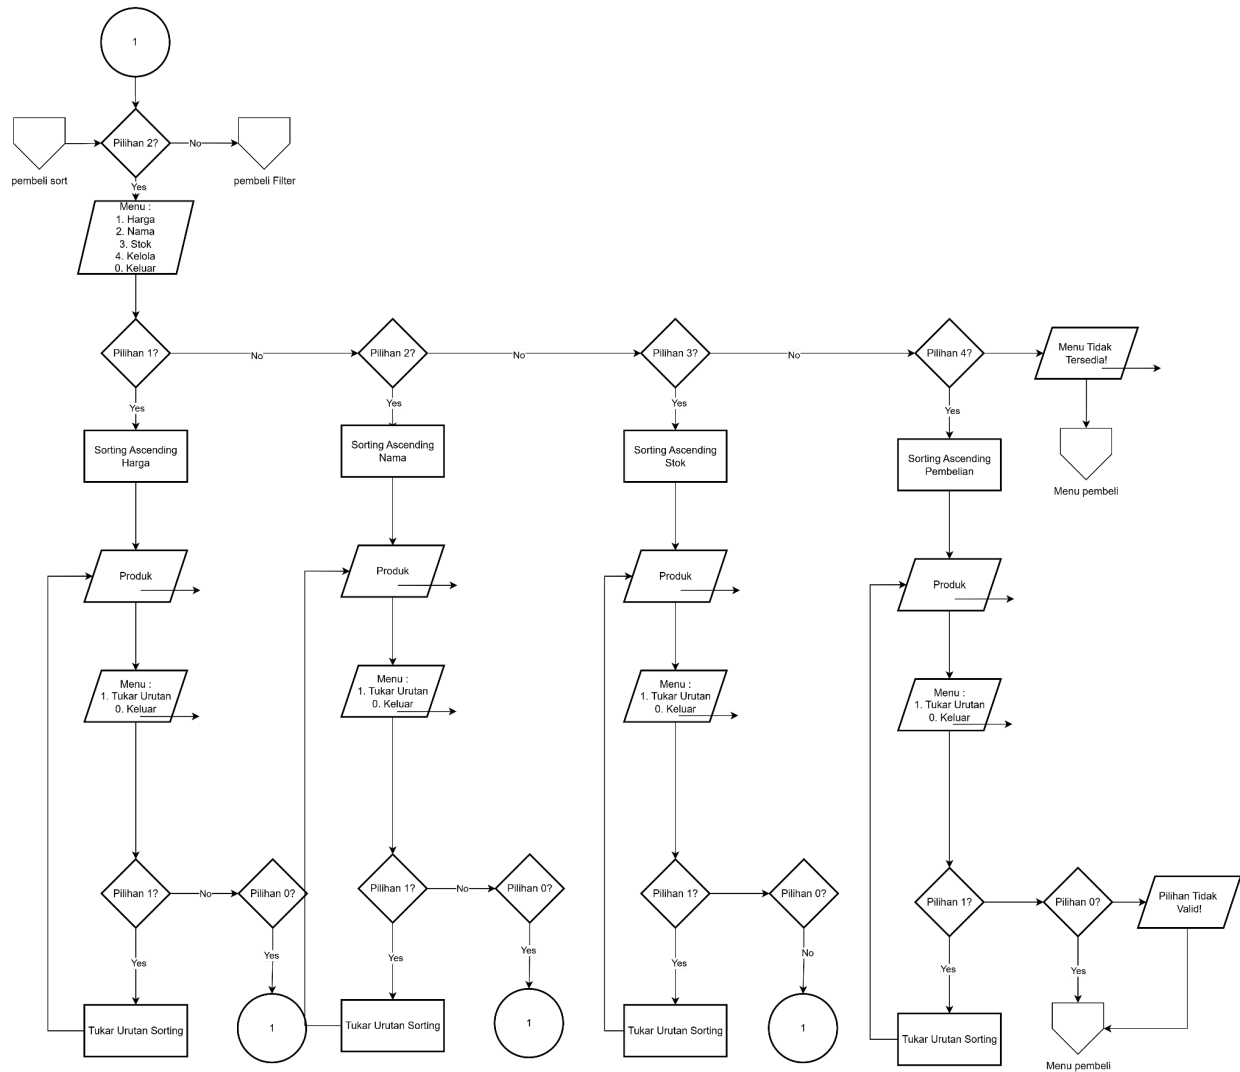 1
Pilihan 2?
No
pembeli sort
pembeli Filter
Yes
Menu :
1. Harga
2. Nama
3. Stok
4. Kelola
0. Keluar
Pilihan 1?
No
Pilihan 2?
No
Pilihan 3?
No
Pilihan 4?
Menu Tidak
Tersedia!
Yes
Yes
Yes
Yes
Sorting Ascending
Harga
Sorting Ascending
Nama
Sorting Ascending
Stok
Sorting Ascending
Pembelian
Menu pembeli
Produk
Produk
Produk
Produk
Menu :
1. Tukar Urutan
0. Keluar
Menu :
1. Tukar Urutan
0. Keluar
Menu :
1. Tukar Urutan
0. Keluar
Menu :
1. Tukar Urutan
0. Keluar
Pilihan 1?
No
Pilihan 0?
Pilihan 1?
No
Pilihan 0?
Pilihan 1?
Pilihan 0?
Pilihan 1?
Pilihan 0?
Pilihan Tidak
Valid!
Yes
Yes
Yes
Yes
Yes
No
Yes
Yes
Tukar Urutan Sorting
1
Tukar Urutan Sorting
1
Tukar Urutan Sorting
1
Tukar Urutan Sorting
Menu pembeli